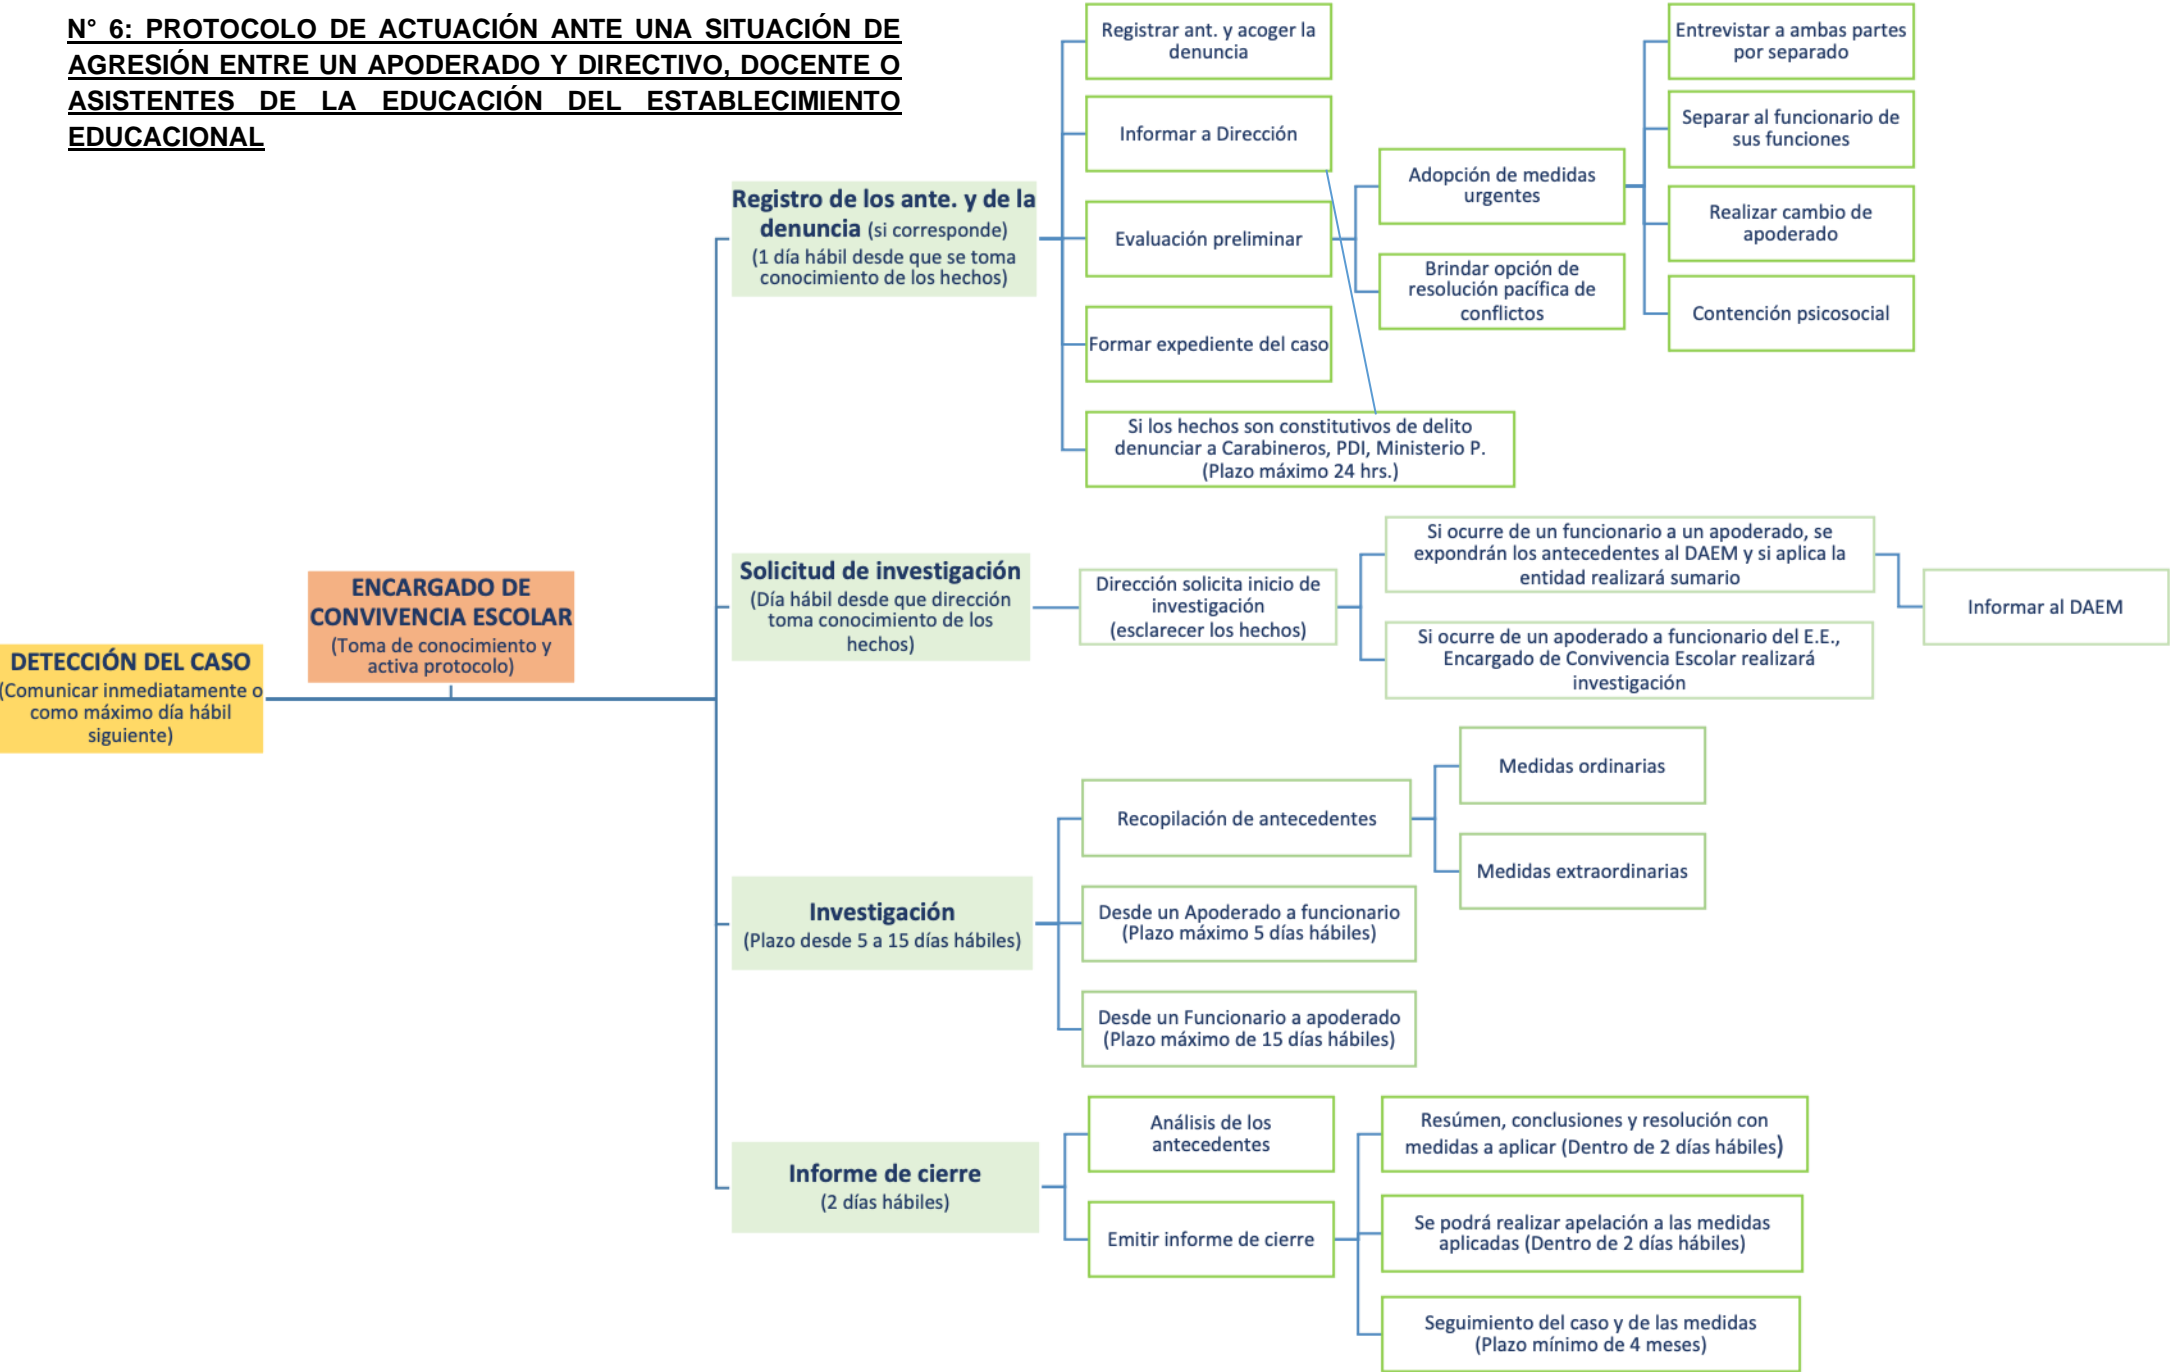 N° 6: PROTOCOLO DE ACTUACIÓN ANTE UNA SITUACIÓN DE
AGRESIÓN ENTRE UN APODERADO Y DIRECTIVO, DOCENTE O
ASISTENTES DE LA EDUCACIÓN DEL ESTABLECIMIENTO
EDUCACIONAL
DETECCIÓN DEL CASO
(Comunicar inmediatamente o
como máximo día hábil
siguiente)
ENCARGADO DE
CONVIVENCIA ESCOLAR
(Toma de conocimiento y
activa protocolo)
Registro de los ante. y de la
denuncia (si corresponde)
(1 día hábil desde que se toma
conocimiento de los hechos)
Registrar ant. y acoger la
denuncia
Informar a Dirección
Evaluación preliminar
Adopción de medidas
urgentes
Entrevistar a ambas partes
por separado
Separar al funcionario de
sus funciones
Realizar cambio de
apoderado
Contención psicosocial
Brindar opción de
resolución pacífica de
conflictos
Formar expediente del caso
Si los hechos son constitutivos de delito
denunciar a Carabineros, PDI, Ministerio P.
(Plazo máximo 24 hrs.)
Solicitud de investigación
(Día hábil desde que dirección
toma conocimiento de los
hechos)
Dirección solicita inicio de
investigación
(esclarecer los hechos)
Si ocurre de un funcionario a un apoderado, se
expondrán los antecedentes al DAEM y si aplica la
entidad realizará sumario
Informar al DAEM
Si ocurre de un apoderado a funcionario del E.E.,
Encargado de Convivencia Escolar realizará
investigación
Investigación
(Plazo desde 5 a 15 días hábiles)
Recopilación de antecedentes
Medidas ordinarias
Medidas extraordinarias
Desde un Apoderado a funcionario
(Plazo máximo 5 días hábiles)
Desde un Funcionario a apoderado
(Plazo máximo de 15 días hábiles)
Informe de cierre
(2 días hábiles)
Análisis de los
antecedentes
Emitir informe de cierre
Resúmen, conclusiones y resolución con
medidas a aplicar (Dentro de 2 días hábiles)
Se podrá realizar apelación a las medidas
aplicadas (Dentro de 2 días hábiles)
Seguimiento del caso y de las medidas
(Plazo mínimo de 4 meses)